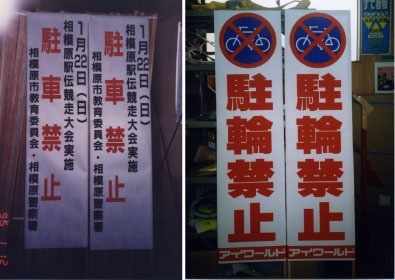 1月22日（日）
相模原駅伝競走大会実施
駐車禁止
相模原市教育委員会・相模原警察署
1月22日（日）
相模原駅伝競走大会実施
駐車禁止
相模原市教育委員会・相模原警察署
95 1 12
駐輪禁止
アイワールド
駐輪禁止
アイワールド